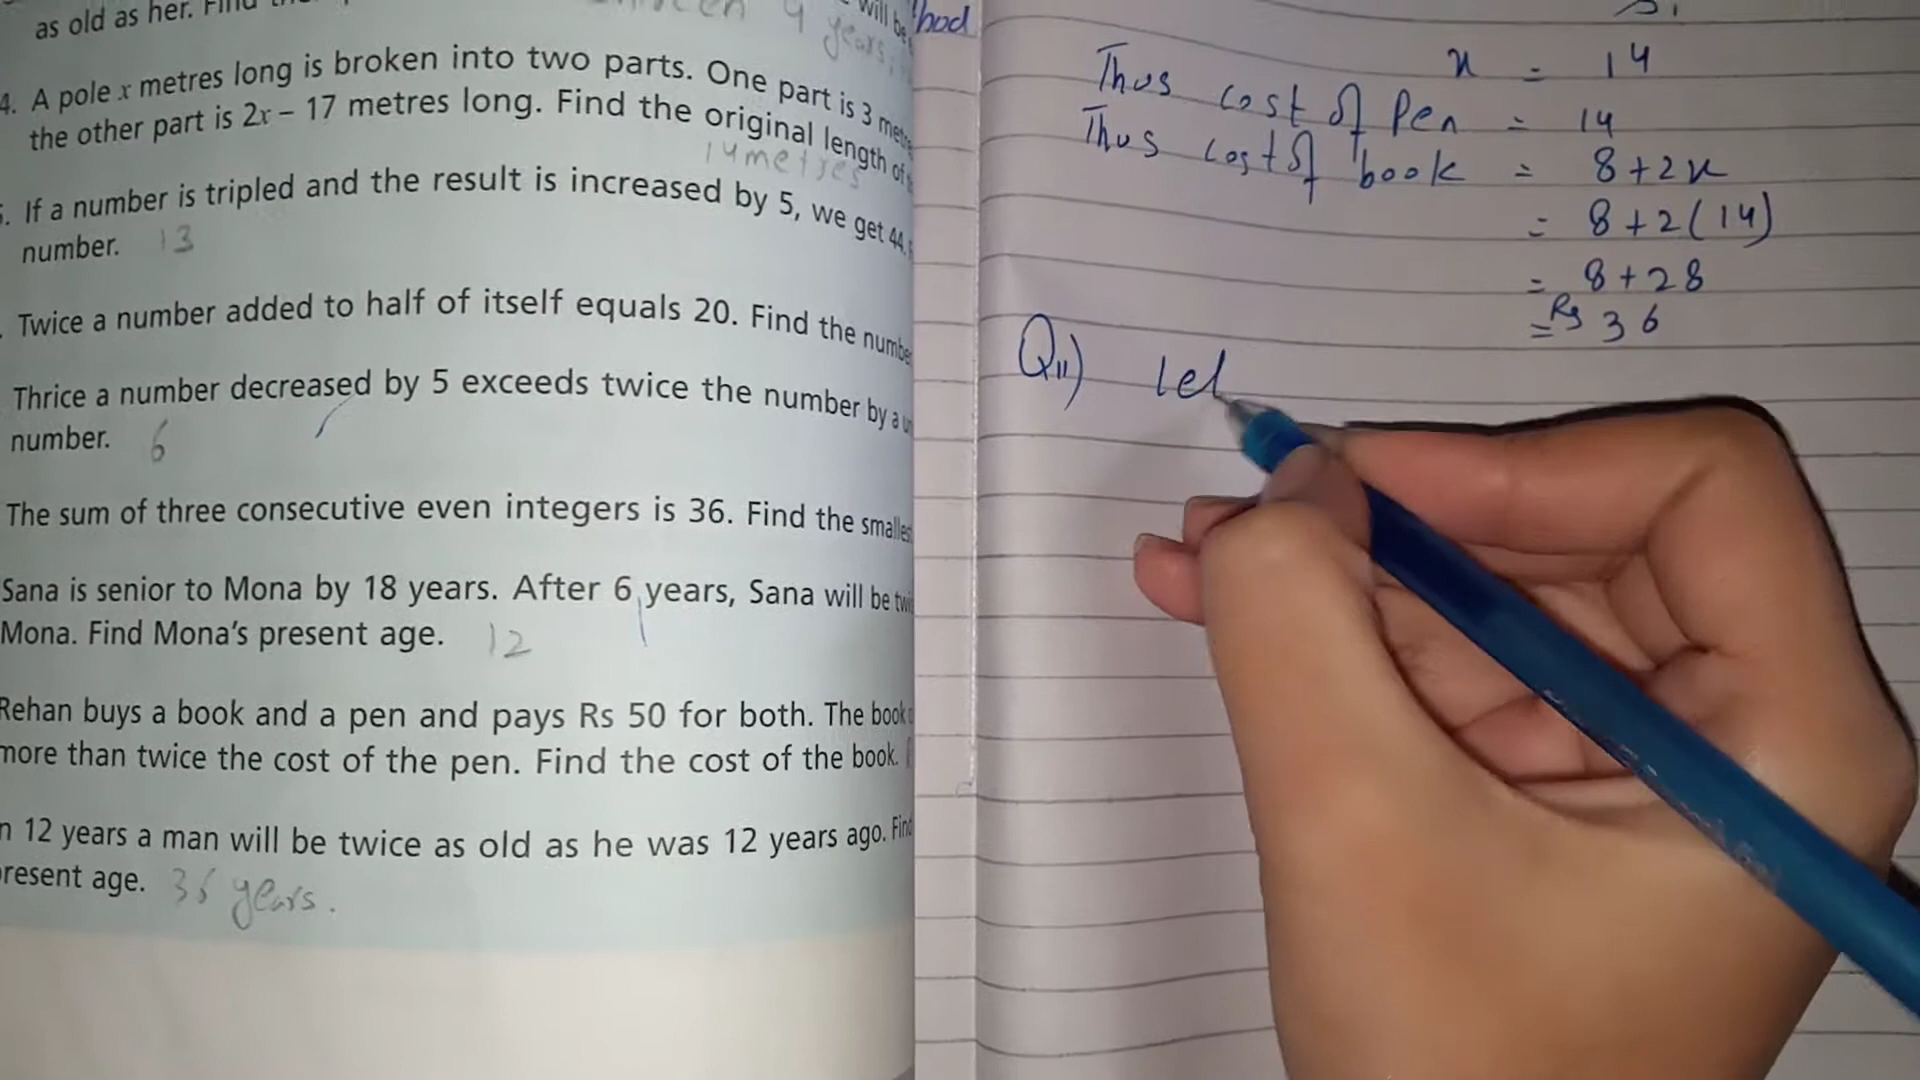 as old as her.
years,
will be
hod
4. A pole x metres long is broken into two parts. One part is 3
the other part is 2x – 17 metres long. Find the original length of
14 metres
If a number is tripled and the result is increased by 5, we get 44.
number. 13
Twice a number added to half of itself equals 20. Find the number
Thrice a number decreased by 5 exceeds twice the number by a
number. 6
The sum of three consecutive even integers is 36. Find the
Sana is senior to Mona by 18 years. After 6 years, Sana will be
Mona. Find Mona's present age. 12
Rehan buys a book and a pen and pays Rs 50 for both. The book
more than twice the cost of the pen. Find the cost of the book.
12 years a man will be twice as old as he was 12 years ago.
present age. 36 years.
x = 14
Thus cost of Pen = 14
Thus cost of book = 8+2x
= 8+2(14)
= 8+28
= Rs 36
Q11) let